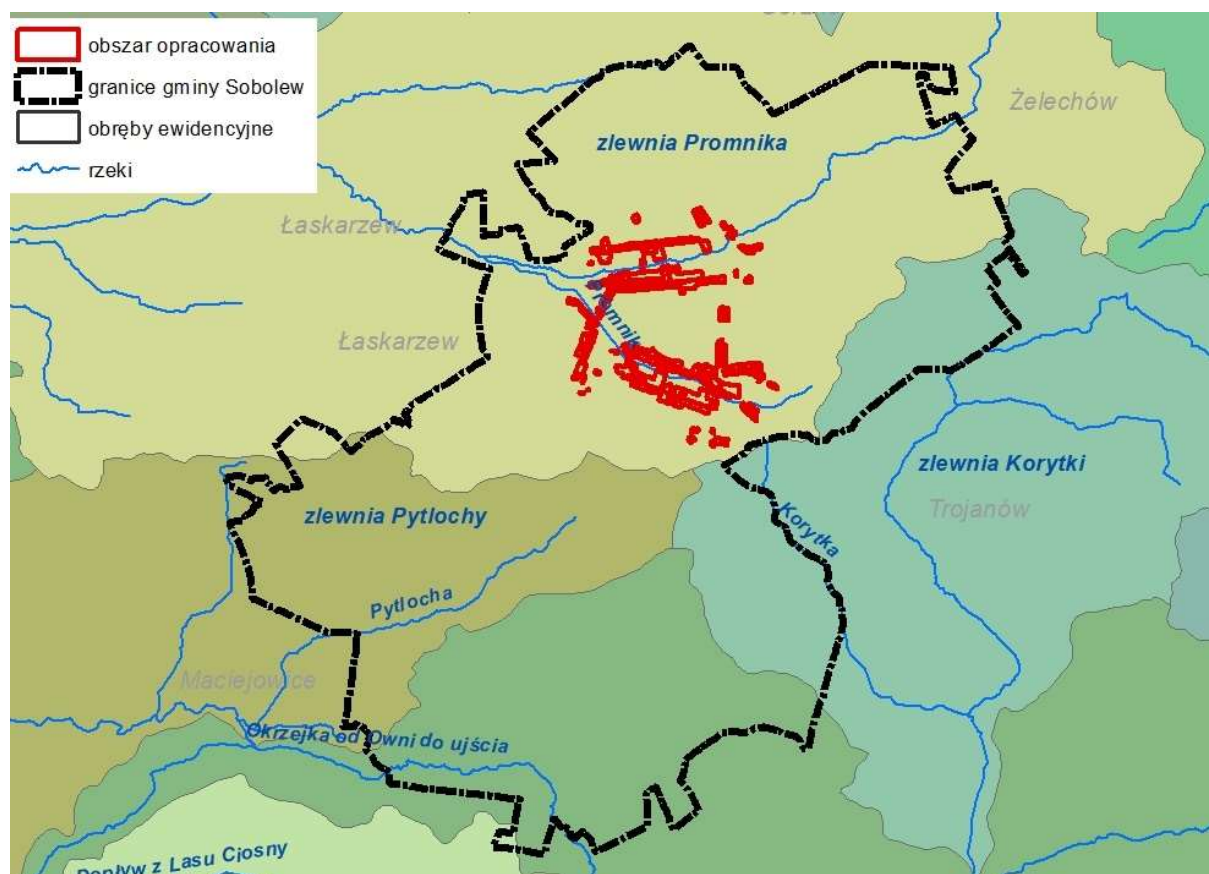 obszar opracowania
granice gminy Sobolew
obręby ewidencyjne
rzeki
Żelechów
zlewnia Promnika
Łaskarzew
Promnik
Łaskarzew
zlewnia Korytki
Trojanów
zlewnia Pytlochy
Korytka
Pytlocha
Maciejowice
Okrzejka od Owni do ujścia
Dopływ z Lasu Ciosny